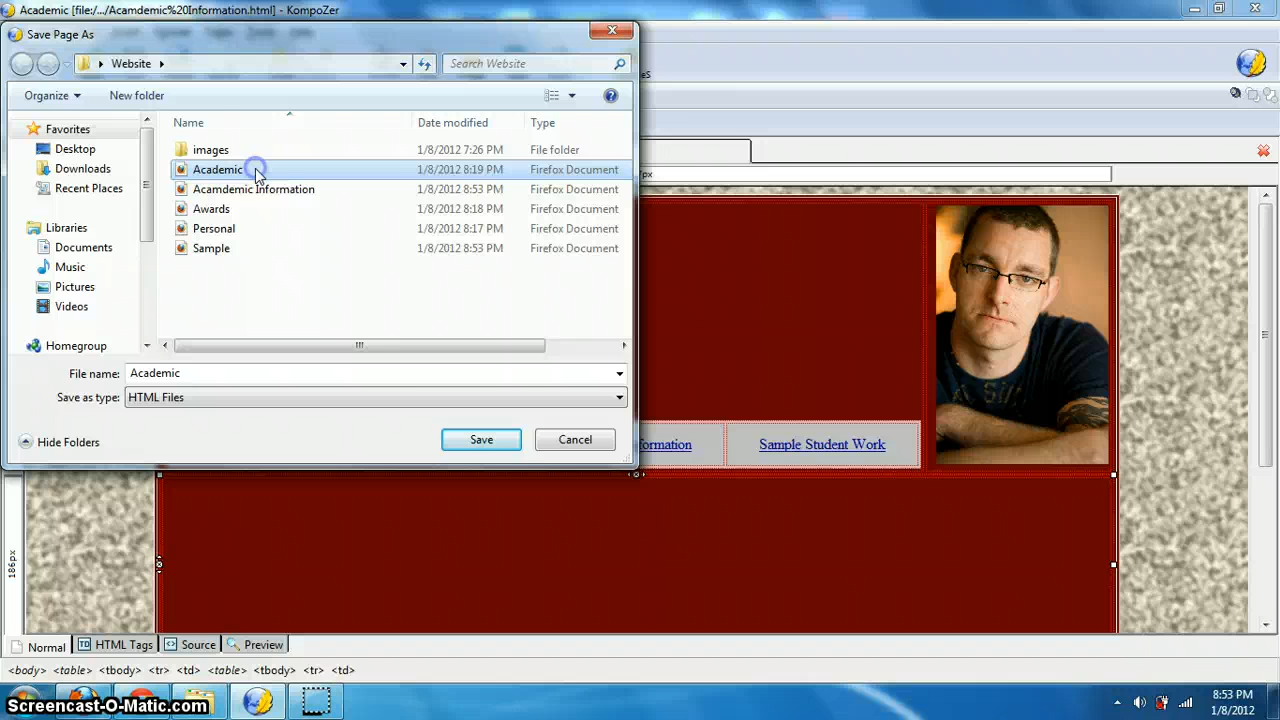 Academic [file:/.../Acamdemic%20Information.html] - KompoZer
Save Page As
Website
Search Website
Organize
New folder
Name
Date modified
Type
Favorites
Desktop
Downloads
Recent Places
Libraries
Documents
Music
Pictures
Videos
Homegroup
images 1/8/2012 7:26 PM File folder
Academic 1/8/2012 8:19 PM Firefox Document
Acamdemic Information 1/8/2012 8:53 PM Firefox Document
Awards 1/8/2012 8:18 PM Firefox Document
Personal 1/8/2012 8:17 PM Firefox Document
Sample 1/8/2012 8:53 PM Firefox Document
File name: Academic
Save as type: HTML Files
Hide Folders
Save
Cancel
px
formation
Sample Student Work
186px
Normal
HTML Tags
Source
Preview
<body> <table> <tbody> <tr> <td> <table> <tbody> <tr> <td>
Screencast-O-Matic.com
8:53 PM
1/8/2012